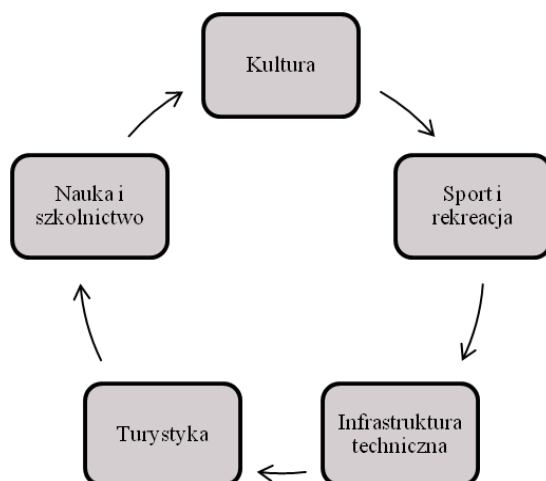 Kultura
Sport i
rekreacja
Infrastruktura
techniczna
Turystyka
Nauka i
szkolnictwo